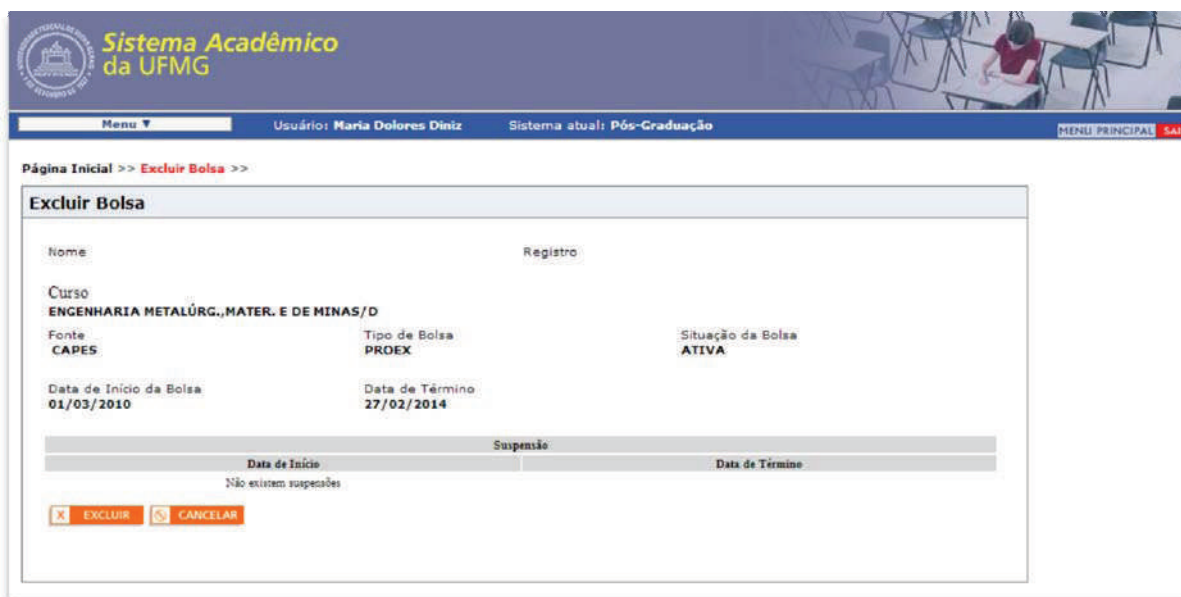 Sistema Acadêmico
da UFMG
Menu ▼ Usuário: Maria Dolores Diniz Sistema atual: Pós-Graduação MENU PRINCIPAL SAI
Página Inicial >> Excluir Bolsa >>
Excluir Bolsa
Nome Registro
Curso
ENGENHARIA METALÚRG.,MATER. E DE MINAS/D
Fonte Tipo de Bolsa Situação da Bolsa
CAPES PROEX ATIVA
Data de Início da Bolsa Data de Término
01/03/2010 27/02/2014
Suspensão
Data de Início Data de Término
Não existem suspensões
X EXCLUIR CANCELAR